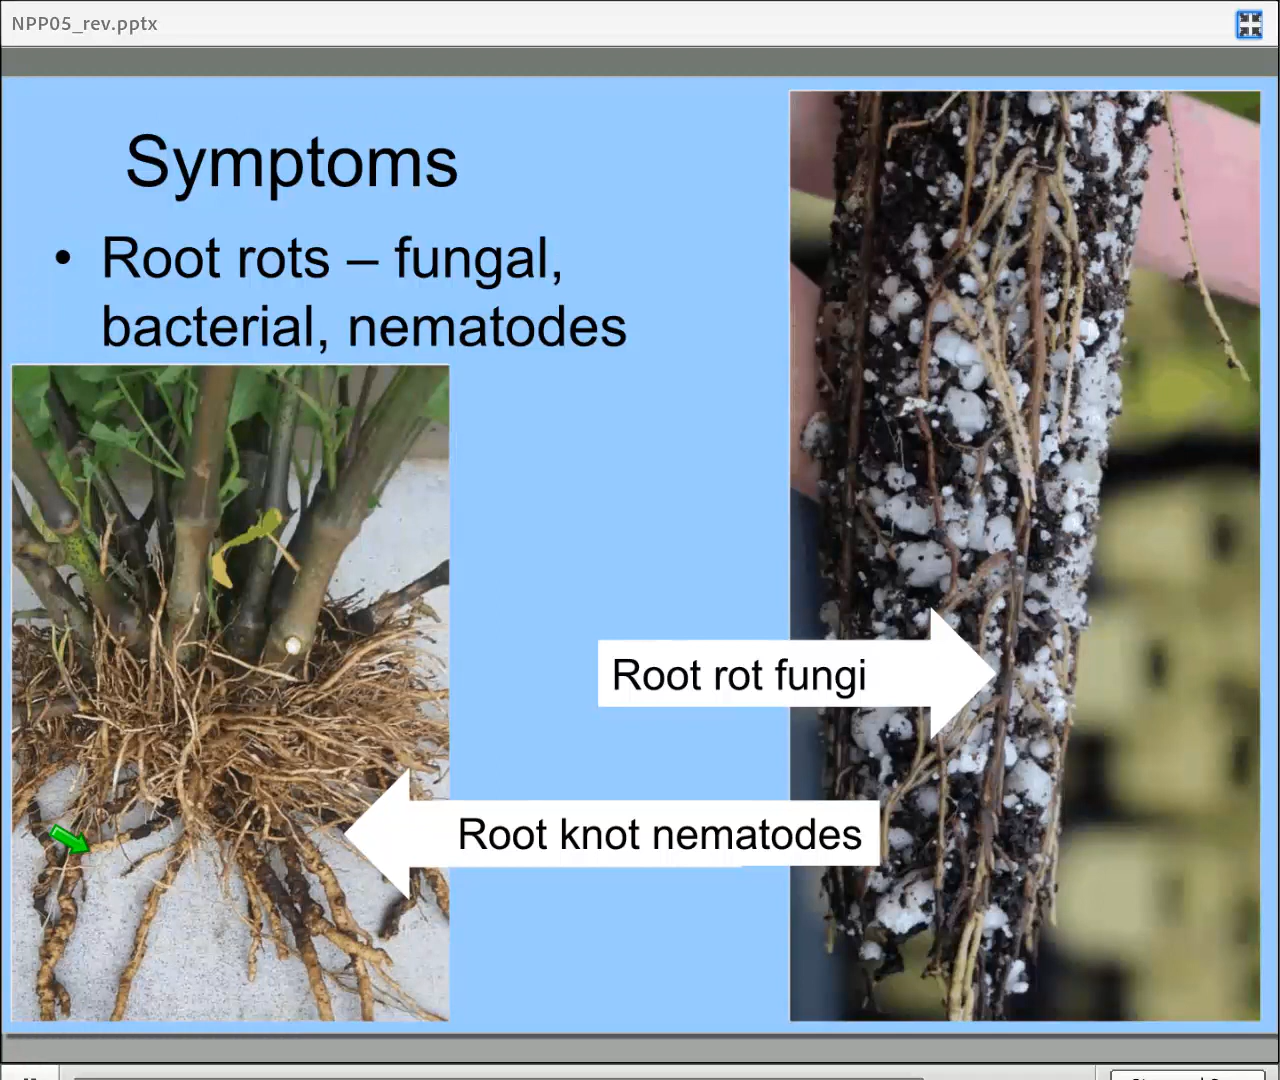 NPP05_rev.pptx
Symptoms
• Root rots – fungal,
bacterial, nematodes
Root rot fungi
Root knot nematodes